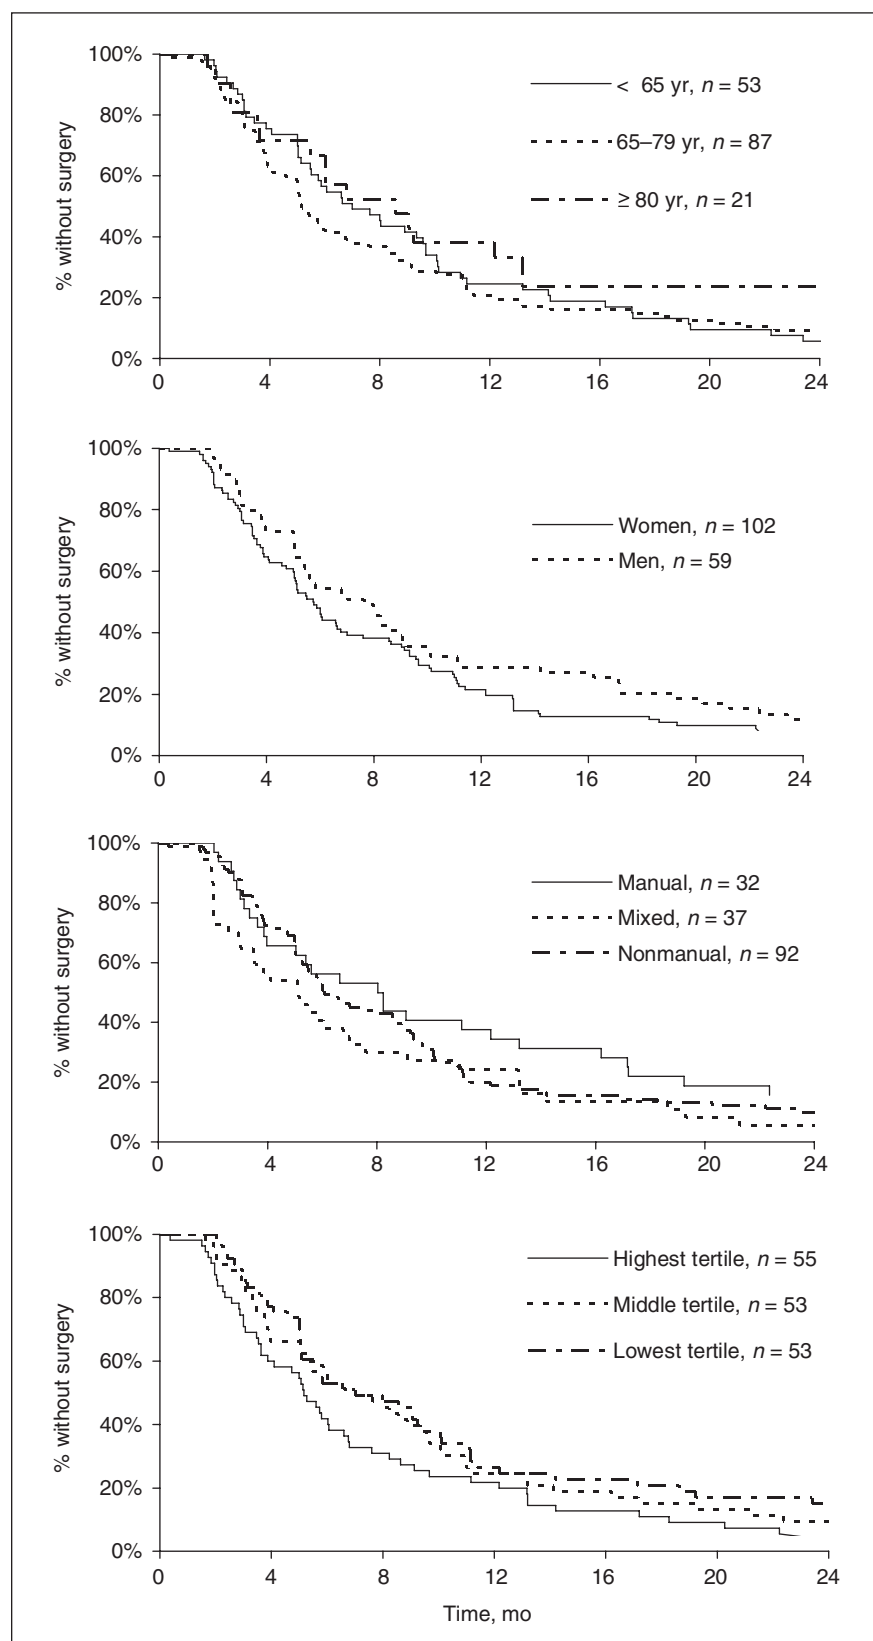 100%
80%
60%
40%
20%
0%
% without surgery
0 4 8 12 16 20 24
< 65 yr, n = 53
65–79 yr, n = 87
≥ 80 yr, n = 21
100%
80%
60%
40%
20%
0%
% without surgery
0 4 8 12 16 20 24
Women, n = 102
Men, n = 59
100%
80%
60%
40%
20%
0%
% without surgery
0 4 8 12 16 20 24
Manual, n = 32
Mixed, n = 37
Nonmanual, n = 92
100%
80%
60%
40%
20%
0%
% without surgery
0 4 8 12 16 20 24
Highest tertile, n = 55
Middle tertile, n = 53
Lowest tertile, n = 53
Time, mo